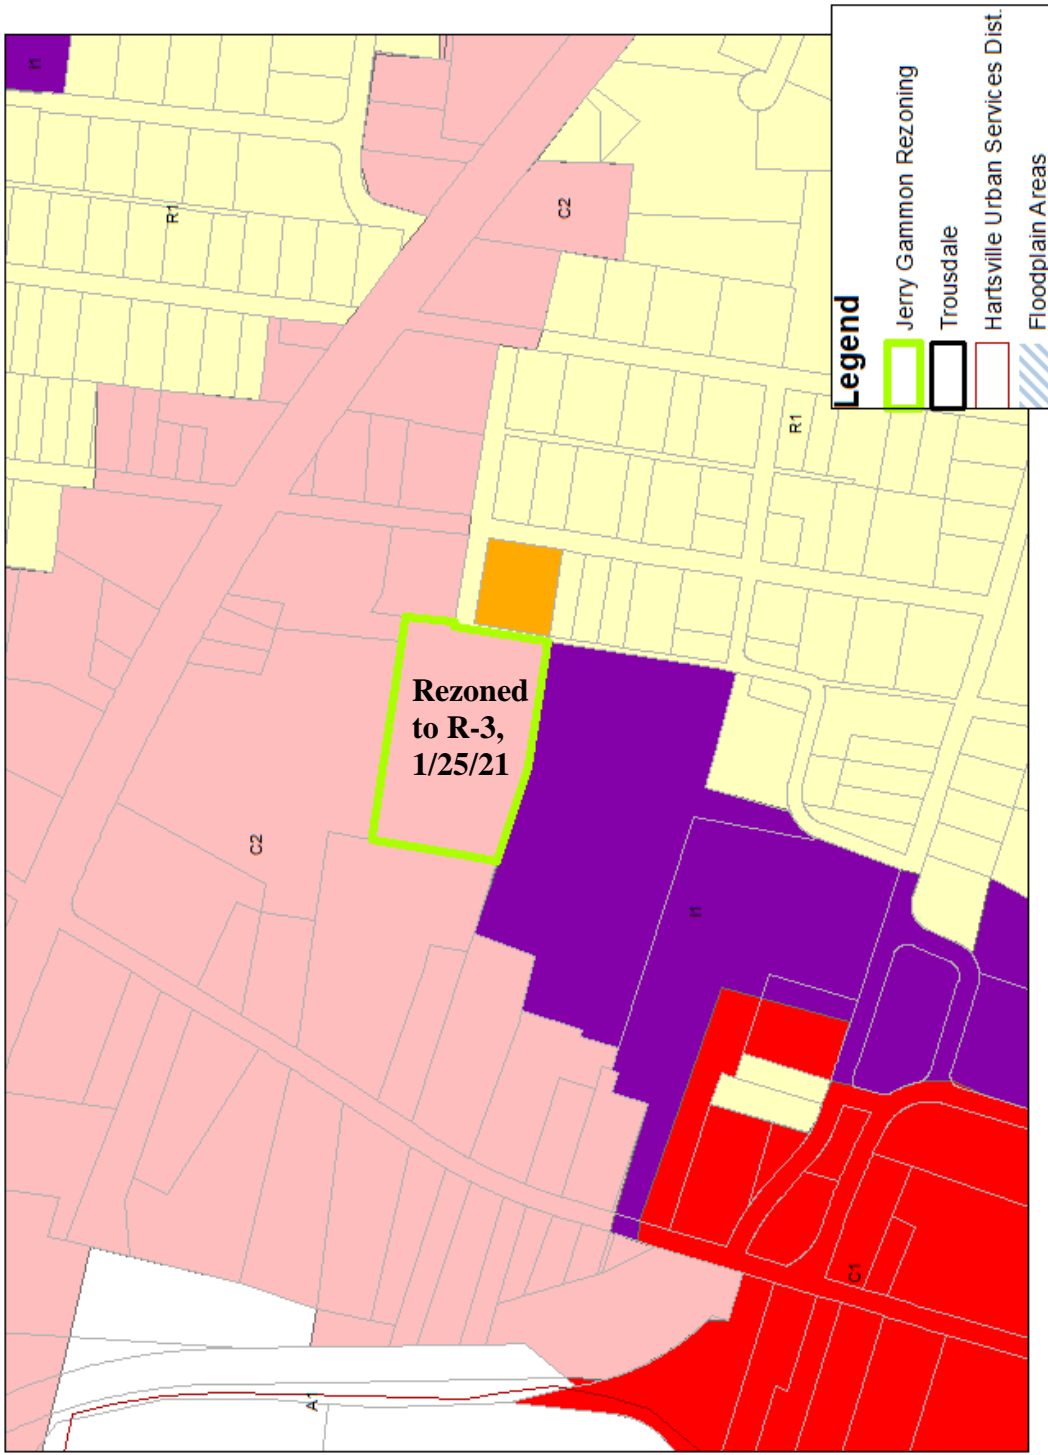 I1
R1
C2
R1
Rezoned
to R-3,
1/25/21
C2
I1
C1
A1
Legend
Jerry Gammon Rezoning
Trousdale
Hartsville Urban Services Dist.
Floodplain Areas